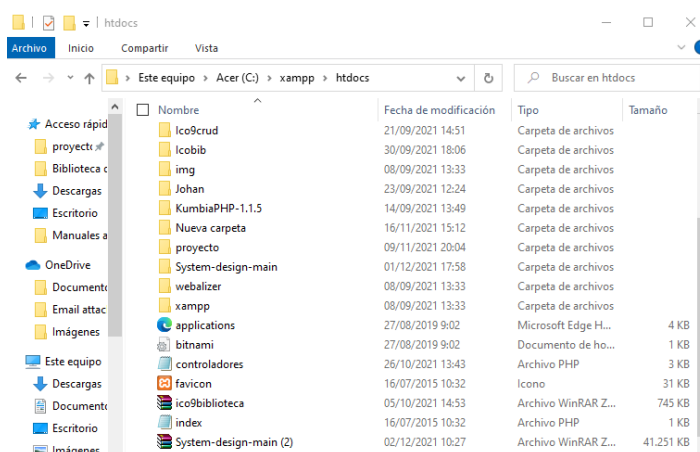 htdocs
Archivo Inicio Compartir Vista
Este equipo > Acer (C:) > xampp > htdocs Buscar en htdocs
Nombre Fecha de modificación Tipo Tamaño
Acceso rápid
proyecto
Biblioteca c
Descargas
Escritorio
Manuales a
OneDrive
Documento
Email attac
Imágenes
Este equipo
Descargas
Documento
Escritorio
Imágenes
Ico9crud 21/09/2021 14:51 Carpeta de archivos
Icobib 30/09/2021 18:06 Carpeta de archivos
img 08/09/2021 13:33 Carpeta de archivos
Johan 23/09/2021 12:24 Carpeta de archivos
KumbiaPHP-1.1.5 14/09/2021 13:49 Carpeta de archivos
Nueva carpeta 16/11/2021 15:12 Carpeta de archivos
proyecto 09/11/2021 20:04 Carpeta de archivos
System-design-main 01/12/2021 17:58 Carpeta de archivos
webalizer 08/09/2021 13:33 Carpeta de archivos
xampp 08/09/2021 13:33 Carpeta de archivos
applications 27/08/2019 9:02 Microsoft Edge H... 4 KB
bitnami 27/08/2019 9:02 Documento de ho... 1 KB
controladores 26/10/2021 13:43 Archivo PHP 3 KB
favicon 16/07/2015 10:32 Icono 31 KB
ico9biblioteca 05/10/2021 14:53 Archivo WinRAR Z... 745 KB
index 16/07/2015 10:32 Archivo PHP 1 KB
System-design-main (2) 02/12/2021 10:27 Archivo WinRAR Z... 41.251 KB